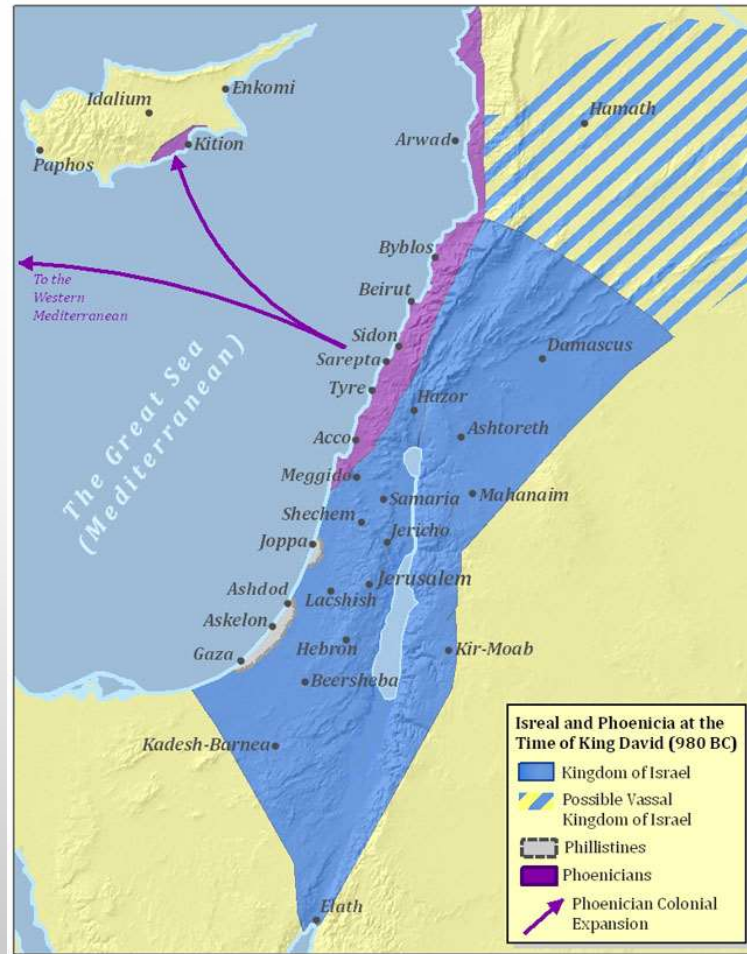 Enkomi
Idalium
Hamath
Arwad
Kition
Paphos
Byblos
To the
Western
Mediterranean
Beirut
Sidon
Sarepta
Damascus
Tyre
Hazor
The Great Sea
(Mediterranean)
Acco
Ashtoreth
Meggido
Samaria
Mahanaim
Shechem
Jericho
Joppa
Jerusalem
Ashdod
Lacshish
Askelon
Hebron
Kir-Moab
Gaza
Beersheba
Kadesh-Barnea
Elath
Isreal and Phoenicia at the
Time of King David (980 BC)
Kingdom of Israel
Possible Vassal
Kingdom of Israel
Phillistines
Phoenicians
Phoenician Colonial
Expansion